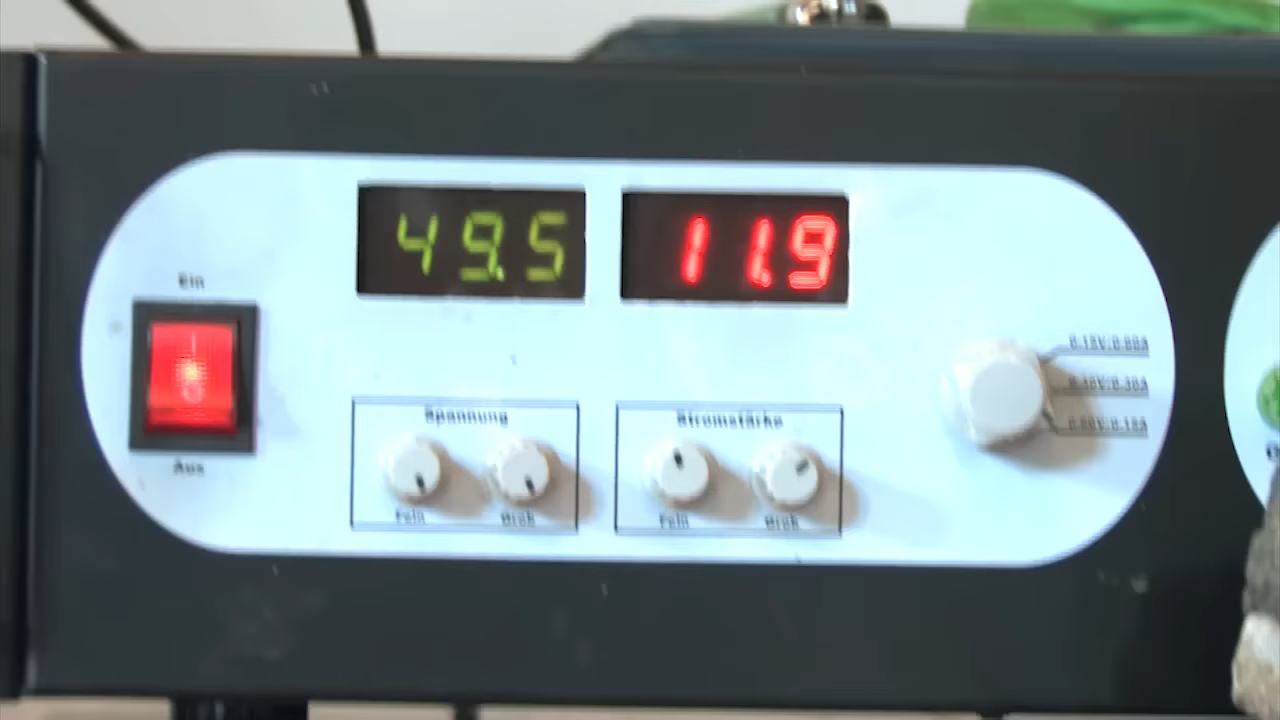 49.5
11.9
Ein
Aus
Spannung
Stromstärke
Fein
Grob
Fein
Grob